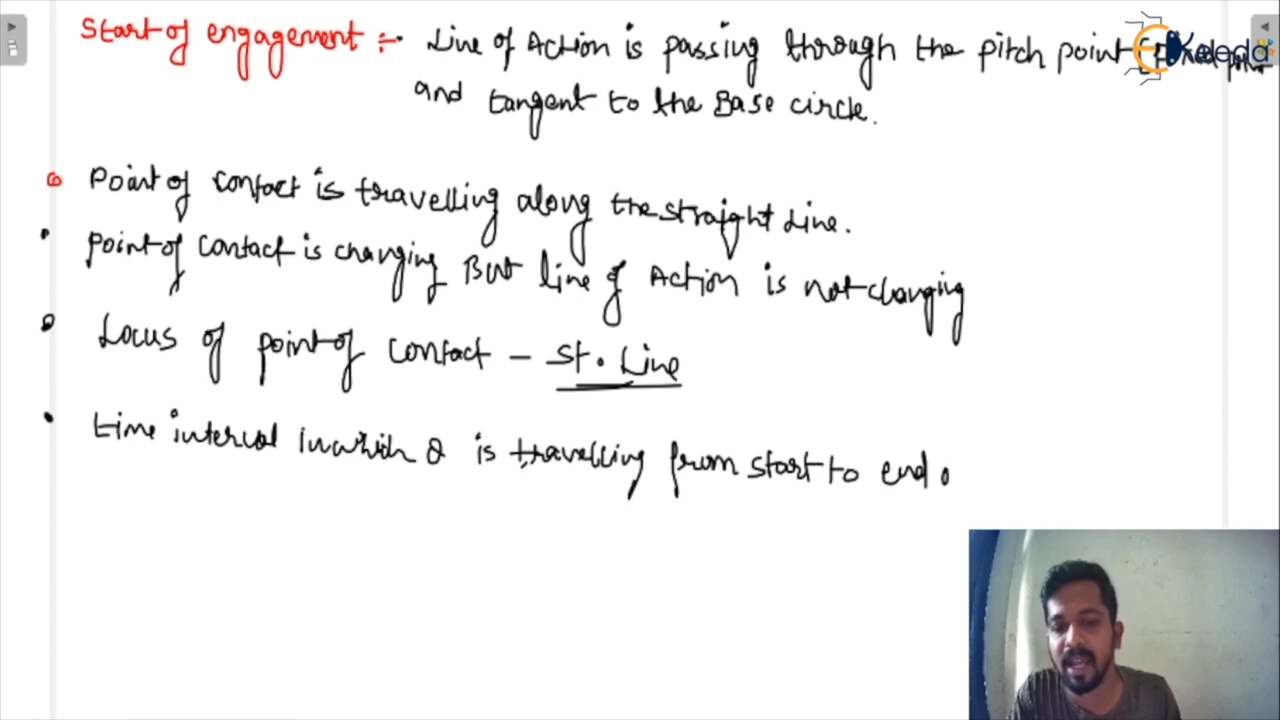 Start of engagement :- Line of Action is passing through the pitch point
and tangent to the Base circle.
Point of contact is travelling along the straight Line.
point of contact is changing But line of Action is not changing
Locus of point of contact - St. Line
time interval in which Q is travelling from start to end
Ekeeda